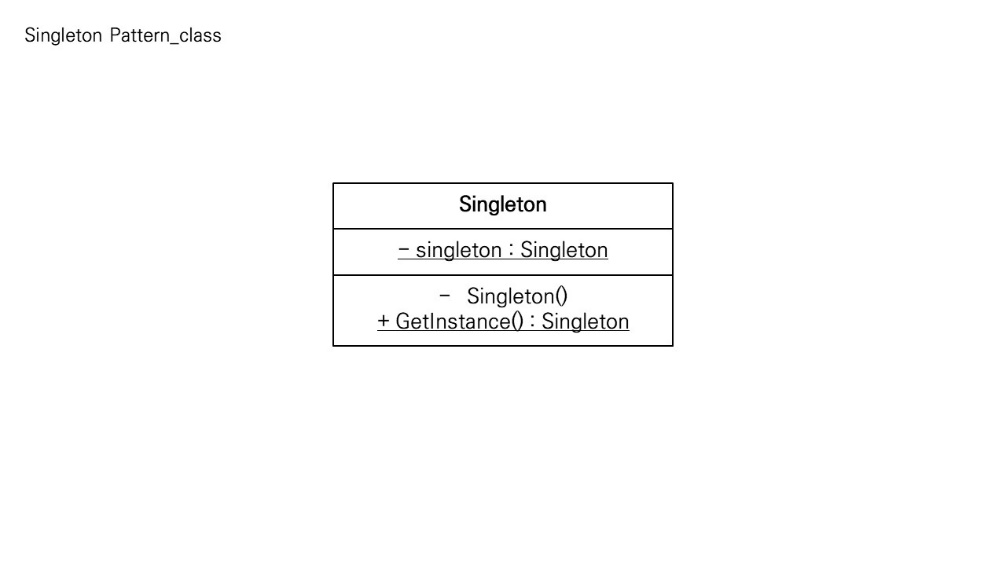 Singleton Pattern_class
Singleton
- singleton : Singleton
- Singleton()
+ GetInstance() : Singleton